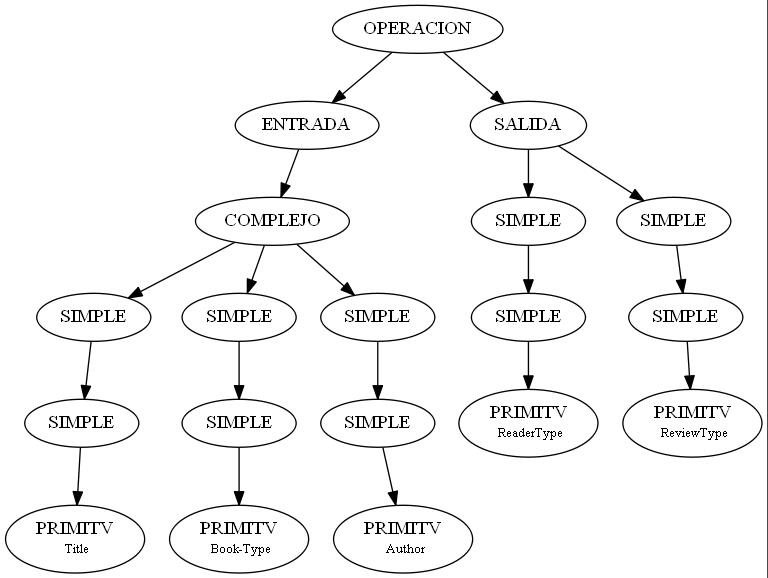 OPERACION
ENTRADA
SALIDA
COMPLEJO
SIMPLE
SIMPLE
SIMPLE
SIMPLE
SIMPLE
SIMPLE
SIMPLE
SIMPLE
SIMPLE
SIMPLE
PRIMITV
ReaderType
PRIMITV
ReviewType
PRIMITV
Title
PRIMITV
Book-Type
PRIMITV
Author